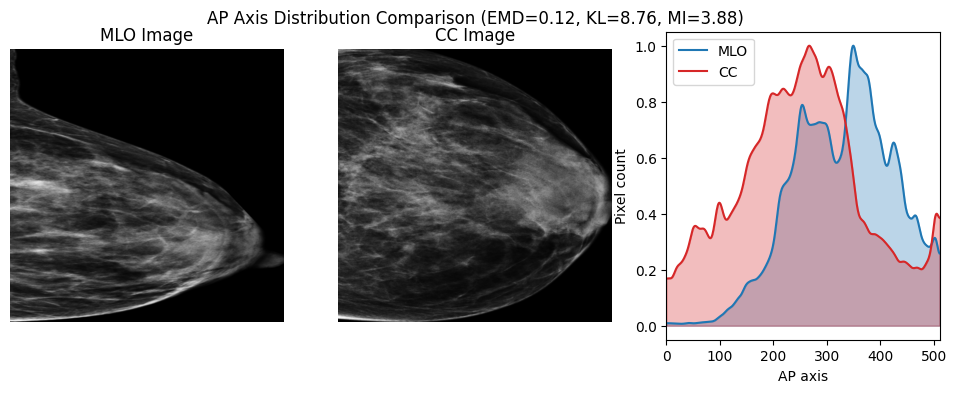 AP Axis Distribution Comparison (EMD=0.12, KL=8.76, MI=3.88)
MLO Image
CC Image
MLO
CC
Pixel count
1.0
0.8
0.6
0.4
0.2
0.0
0 100 200 300 400 500
AP axis